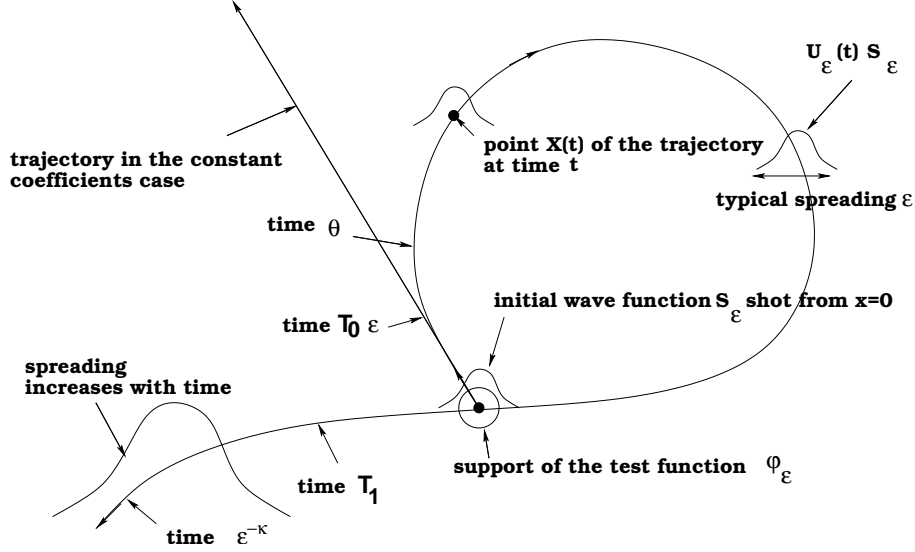 U_ε (t) S_ε
trajectory in the constant
coefficients case
point X(t) of the trajectory
at time t
typical spreading ε
time θ
initial wave function S_ε shot from x=0
time T_0 ε
spreading
increases with time
support of the test function φ_ε
time T_1
time ε^{-κ}